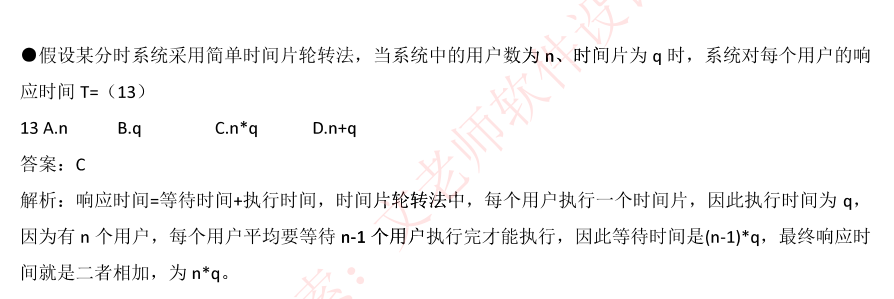 ●假设某分时系统采用简单时间片轮转法，当系统中的用户数为 n、时间片为 q 时，系统对每个用户的响
应时间 T=（13）
13 A.n B.q C.n*q D.n+q
答案：C
解析：响应时间=等待时间+执行时间，时间片轮转法中，每个用户执行一个时间片，因此执行时间为 q，
因为有 n 个用户，每个用户平均要等待 n-1 个用户执行完才能执行，因此等待时间是(n-1)*q，最终响应时
间就是二者相加，为 n*q。
索：文老师软件设